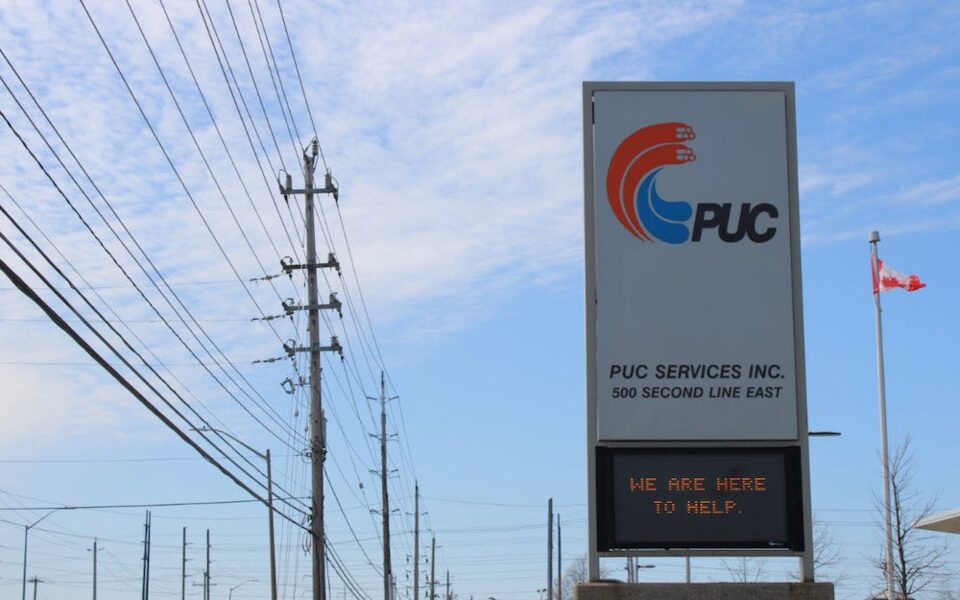 PUC
PUC SERVICES INC.
500 SECOND LINE EAST
WE ARE HERE
TO HELP.